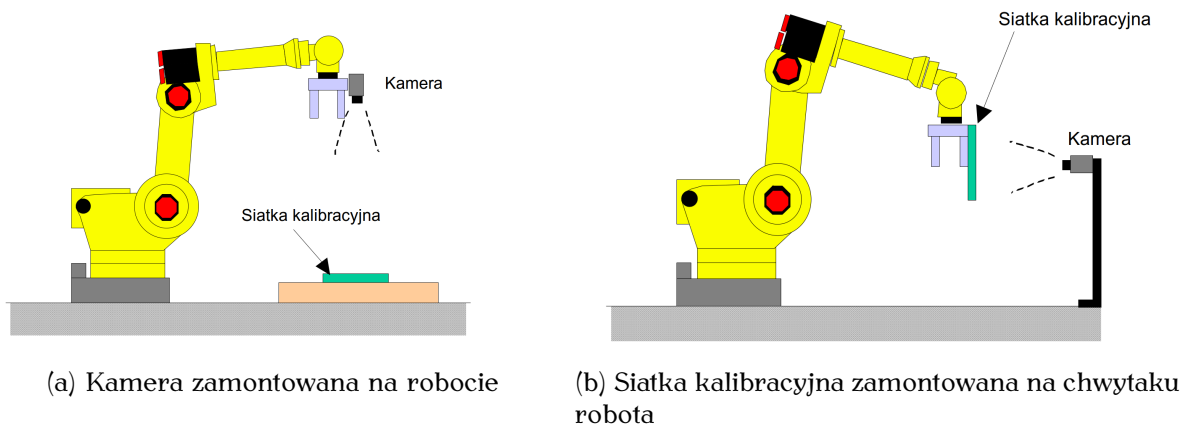 Kamera
Siatka kalibracyjna
Siatka kalibracyjna
Kamera
(a) Kamera zamontowana na robocie
(b) Siatka kalibracyjna zamontowana na chwytaku
robota